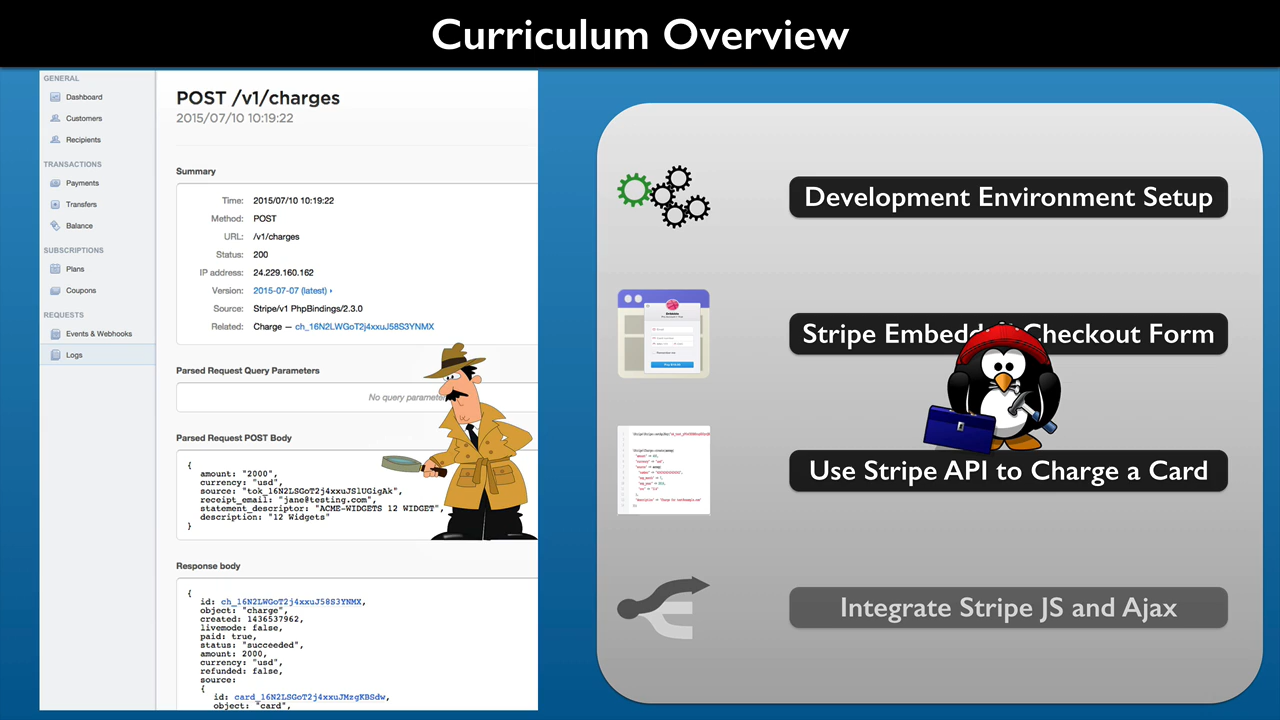 Curriculum Overview
GENERAL
Dashboard
Customers
Recipients
TRANSACTIONS
Payments
Transfers
Balance
SUBSCRIPTIONS
Plans
Coupons
REQUESTS
Events & Webhooks
Logs
POST /v1/charges
2015/07/10 10:19:22
Summary
Time: 2015/07/10 10:19:22
Method: POST
URL: /v1/charges
Status: 200
IP address: 24.229.160.162
Version: 2015-07-07 (latest)
Source: Stripe/v1 PhpBindings/2.3.0
Related: Charge — ch_16N2LWGoT2j4xxuJ58S3YNMX
Parsed Request Query Parameters
No query
Parsed Request POST Body
{
amount: "2000",
currency: "usd",
source: "tok_16N2LSGoT2j4xxuJSlUGigAk",
receipt_email: "jane@testing.com",
statement_descriptor: "ACME-WIDGETS 12 WIDGET",
description: "12 Widgets"
}
Response body
{
id: ch_16N2LWGoT2j4xxuJ58S3YNMX,
object: "charge",
created: 1436537962,
livemode: false,
paid: true,
status: "succeeded",
amount: 2000,
currency: "usd",
refunded: false,
source:
{
id: card_16N2LSGoT2j4xxuJMzgKBSdw,
object: "card",
Development Environment Setup
Stripe Checkout Form
Use Stripe API to Charge a Card
Integrate Stripe JS and Ajax